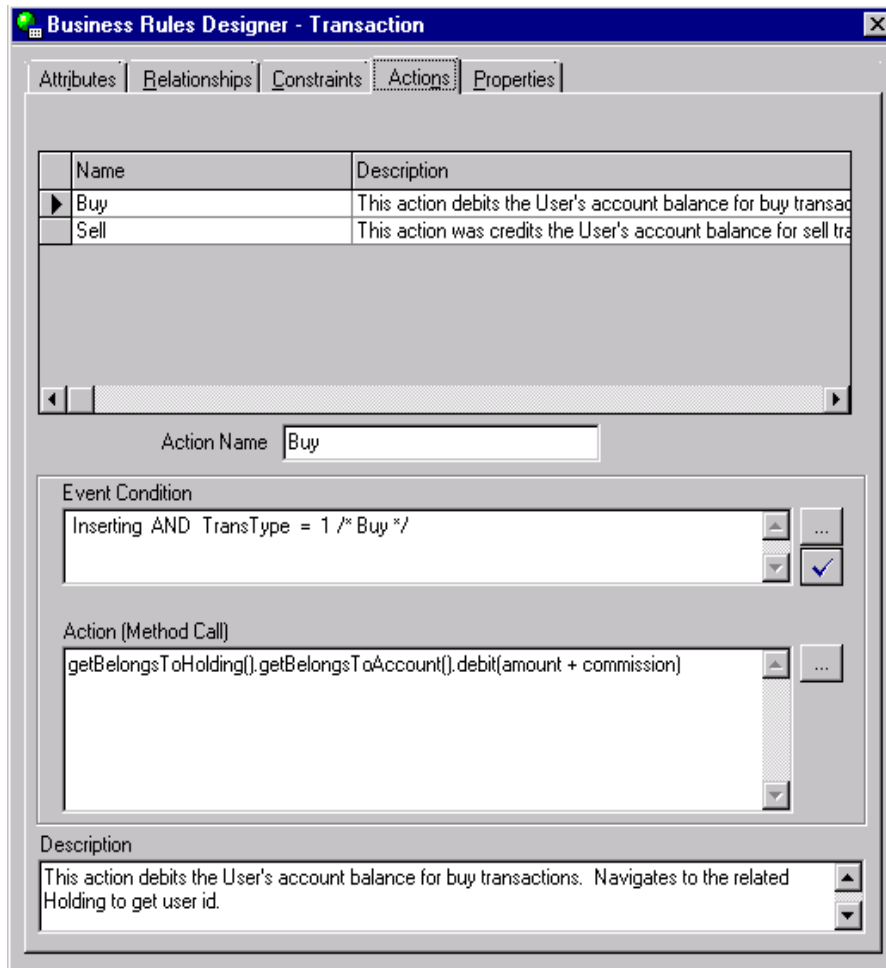 Business Rules Designer - Transaction
Attributes Relationships Constraints Actions Properties
Name Description
Buy This action debits the User's account balance for buy transac
Sell This action was credits the User's account balance for sell tra
Action Name Buy
Event Condition
Inserting AND TransType = 1 /* Buy */
...
Action (Method Call)
getBelongsToHolding().getBelongsToAccount().debit(amount + commission)
...
Description
This action debits the User's account balance for buy transactions. Navigates to the related
Holding to get user id.